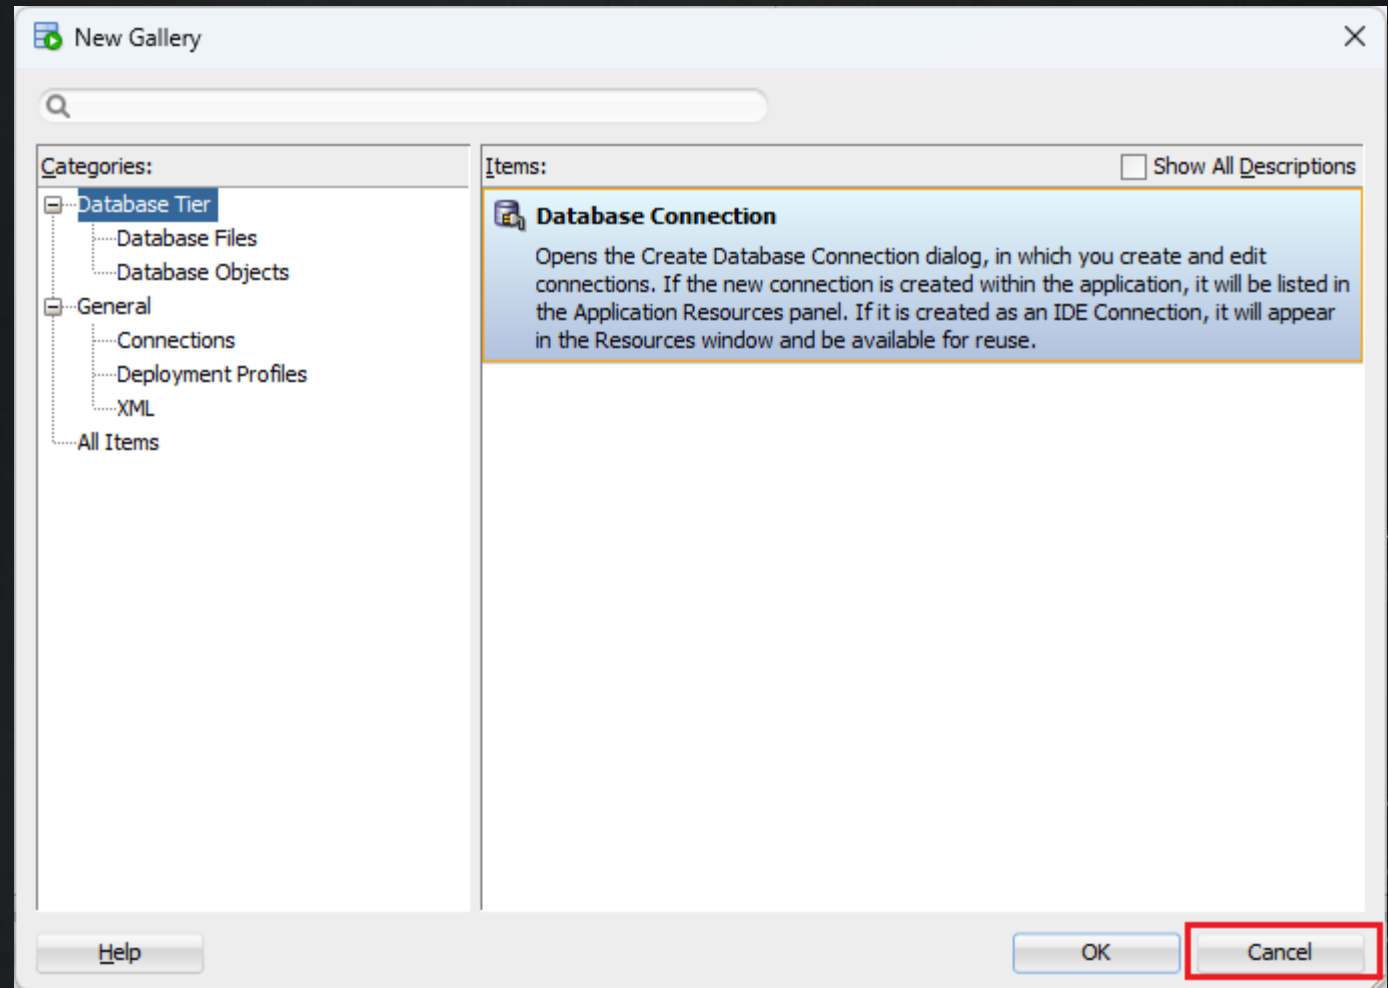 New Gallery
Categories:
Database Tier
Database Files
Database Objects
General
Connections
Deployment Profiles
XML
All Items
Items:
Show All Descriptions
Database Connection
Opens the Create Database Connection dialog, in which you create and edit
connections. If the new connection is created within the application, it will be listed in
the Application Resources panel. If it is created as an IDE Connection, it will appear
in the Resources window and be available for reuse.
Help
OK
Cancel